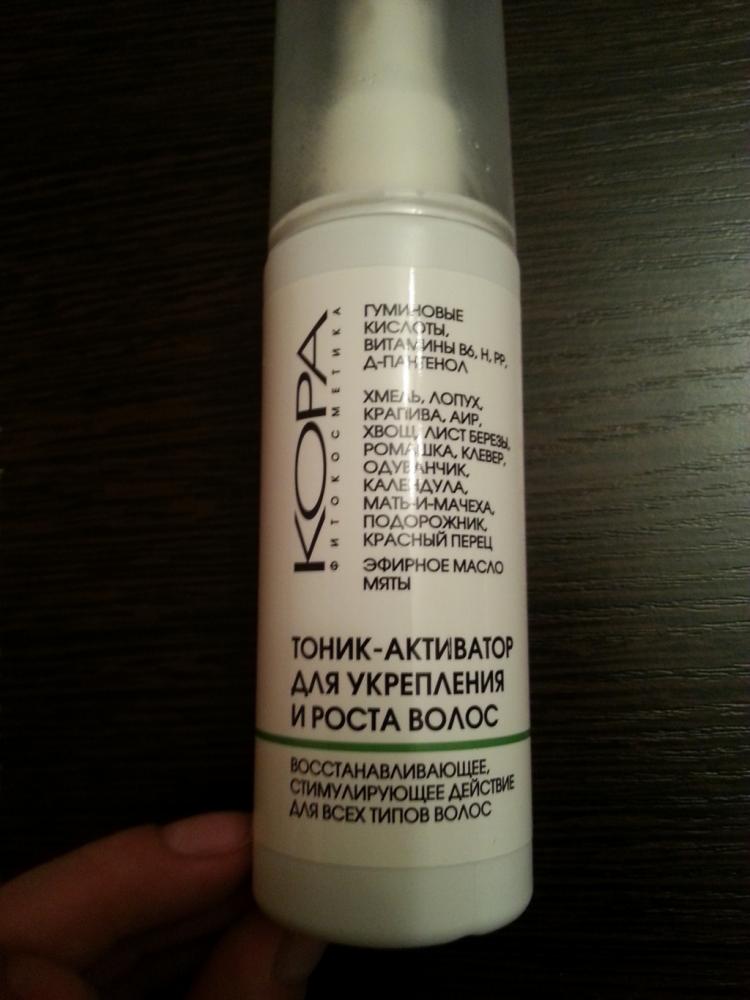 КОРА
ФИТОКОСМЕТИКА
ГУМИНОВЫЕ
КИСЛОТЫ,
ВИТАМИНЫ В6, Н, РР,
Д-ПАНТЕНОЛ
ХМЕЛЬ, ЛОПУХ,
КРАПИВА, АИР,
ХВОЩ, ЛИСТ БЕРЕЗЫ,
РОМАШКА, КЛЕВЕР,
ОДУВАНЧИК,
КАЛЕНДУЛА,
МАТЬ-И-МАЧЕХА,
ПОДОРОЖНИК,
КРАСНЫЙ ПЕРЕЦ
ЭФИРНОЕ МАСЛО
МЯТЫ
ТОНИК-АКТИВАТОР
ДЛЯ УКРЕПЛЕНИЯ
И РОСТА ВОЛОС
ВОССТАНАВЛИВАЮЩЕЕ,
СТИМУЛИРУЮЩЕЕ ДЕЙСТВИЕ
ДЛЯ ВСЕХ ТИПОВ ВОЛОС